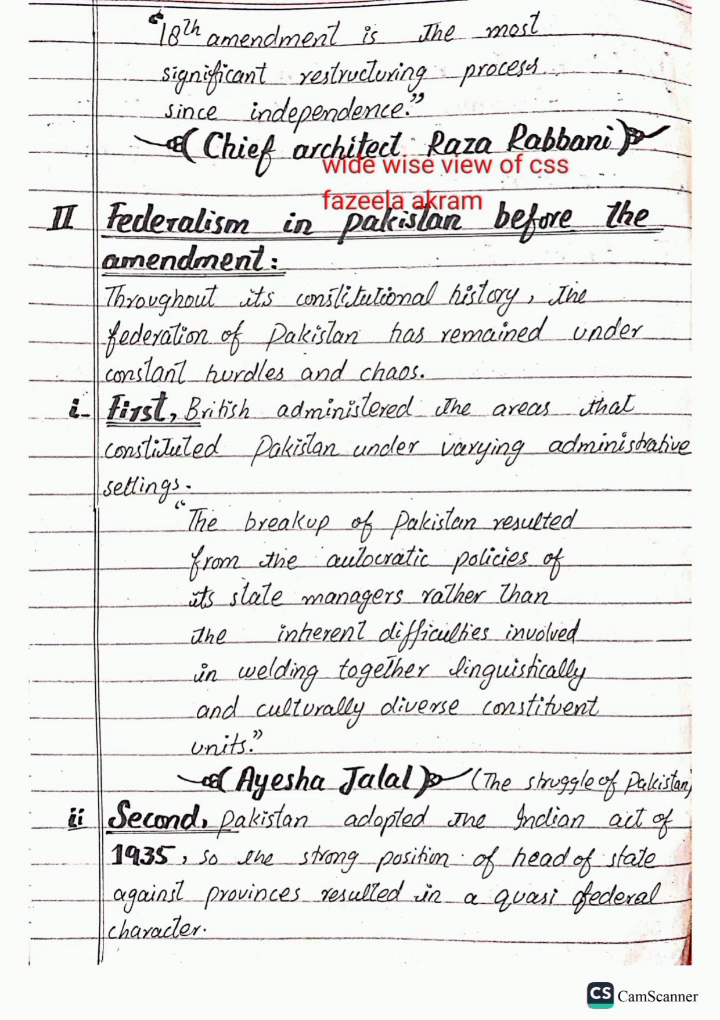 “18th amendment is the most
significant restructuring process
since independence.”
(Chief architect Raza Rabbani)
wide wise view of css
fazeela akram
II Federalism in pakistan before the
amendment:
Throughout its constitutional history, the
federation of Pakistan has remained under
constant hurdles and chaos.
i- First, British administered the areas that
constituted Pakistan under varying administrative
settings.
“The breakup of Pakistan resulted
from the autocratic policies of
its state managers rather than
the inherent difficulties involved
in welding together linguistically
and culturally diverse constituent
units.”
(Ayesha Jalal) (The struggle of Pakistan)
ii Second, Pakistan adopted the Indian act of
1935, so the strong position of head of state
against provinces resulted in a quasi federal
character.
CS CamScanner